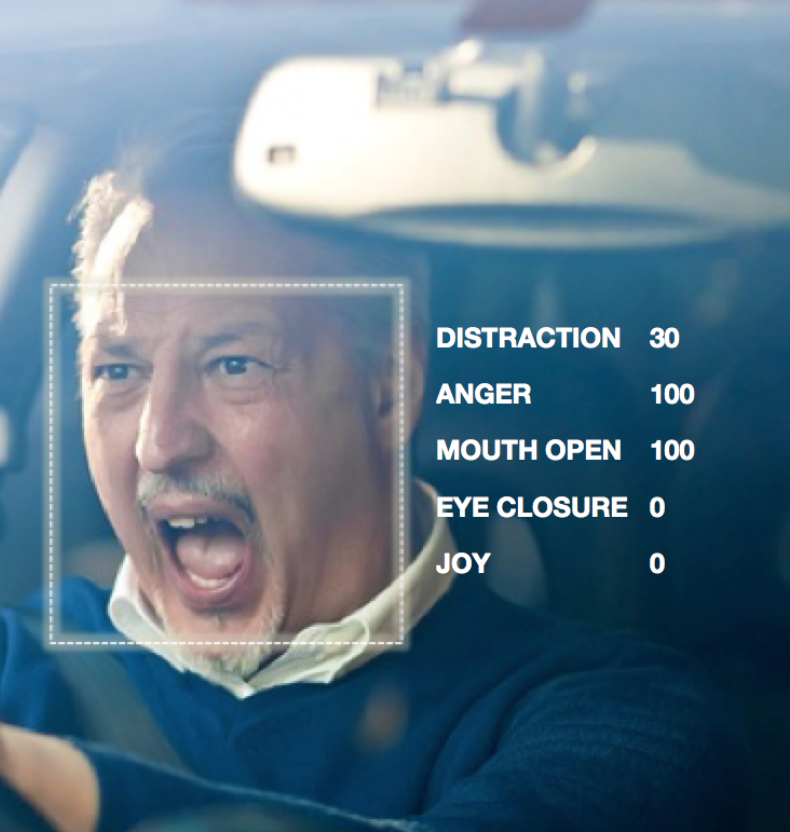 DISTRACTION 30
ANGER 100
MOUTH OPEN 100
EYE CLOSURE 0
JOY 0